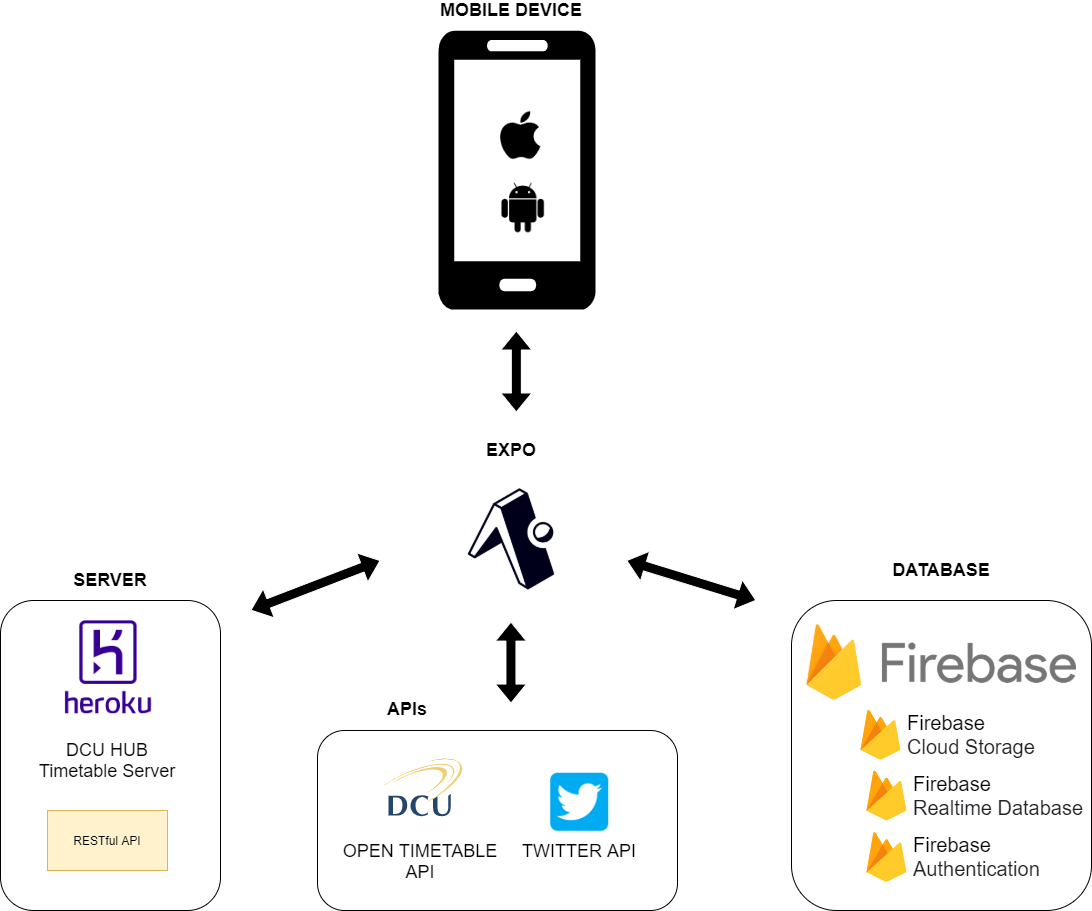 MOBILE DEVICE
EXPO
SERVER
heroku
DCU HUB
Timetable Server
RESTful API
APIs
DCU
OPEN TIMETABLE
API
TWITTER API
DATABASE
Firebase
Firebase
Cloud Storage
Firebase
Realtime Database
Firebase
Authentication